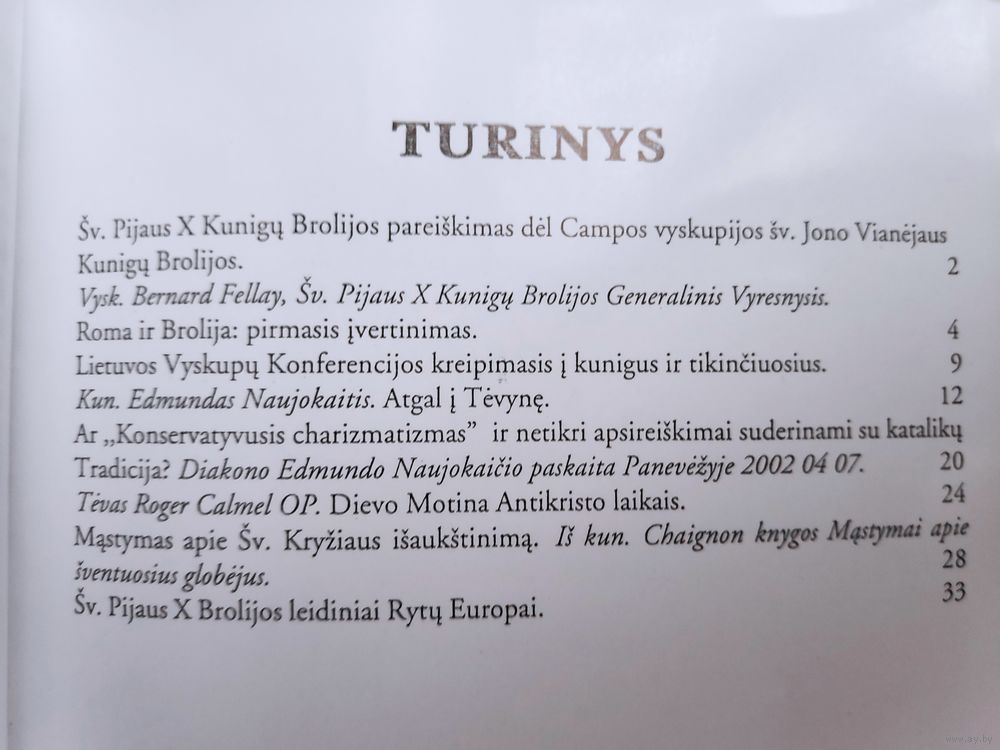 TURINYS
Šv. Pijaus X Kunigų Brolijos pareiškimas dėl Campos vyskupijos šv. Jono Vianėjaus
Kunigų Brolijos. 2
Vysk. Bernard Fellay, Šv. Pijaus X Kunigų Brolijos Generalinis Vyresnysis.
Roma ir Brolija: pirmasis įvertinimas. 4
Lietuvos Vyskupų Konferencijos kreipimasis į kunigus ir tikinčiuosius. 9
Kun. Edmundas Naujokaitis. Atgal į Tėvynę. 12
Ar „Konservatyvusis charizmatizmas” ir netikri apsireiškimai suderinami su katalikų
Tradicija? Diakono Edmundo Naujokaičio paskaita Panevėžyje 2002 04 07. 20
Tėvas Roger Calmel OP. Dievo Motina Antikristo laikais. 24
Mąstymas apie Šv. Kryžiaus išaukštinimą. Iš kun. Chaignon knygos Mąstymai apie
šventuosius globėjus. 28
Šv. Pijaus X Brolijos leidiniai Rytų Europai. 33
www.ay.by